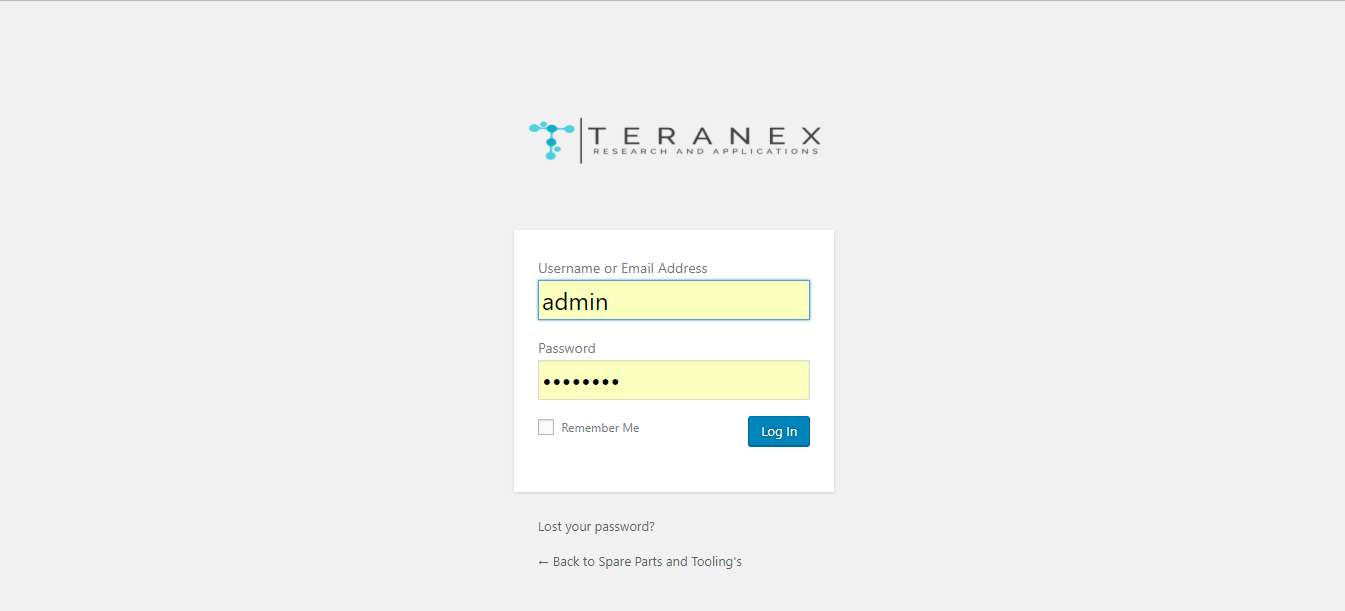 TERANEX
RESEARCH AND APPLICATIONS
Username or Email Address
admin
Password
••••••••
Remember Me
Log In
Lost your password?
← Back to Spare Parts and Tooling's